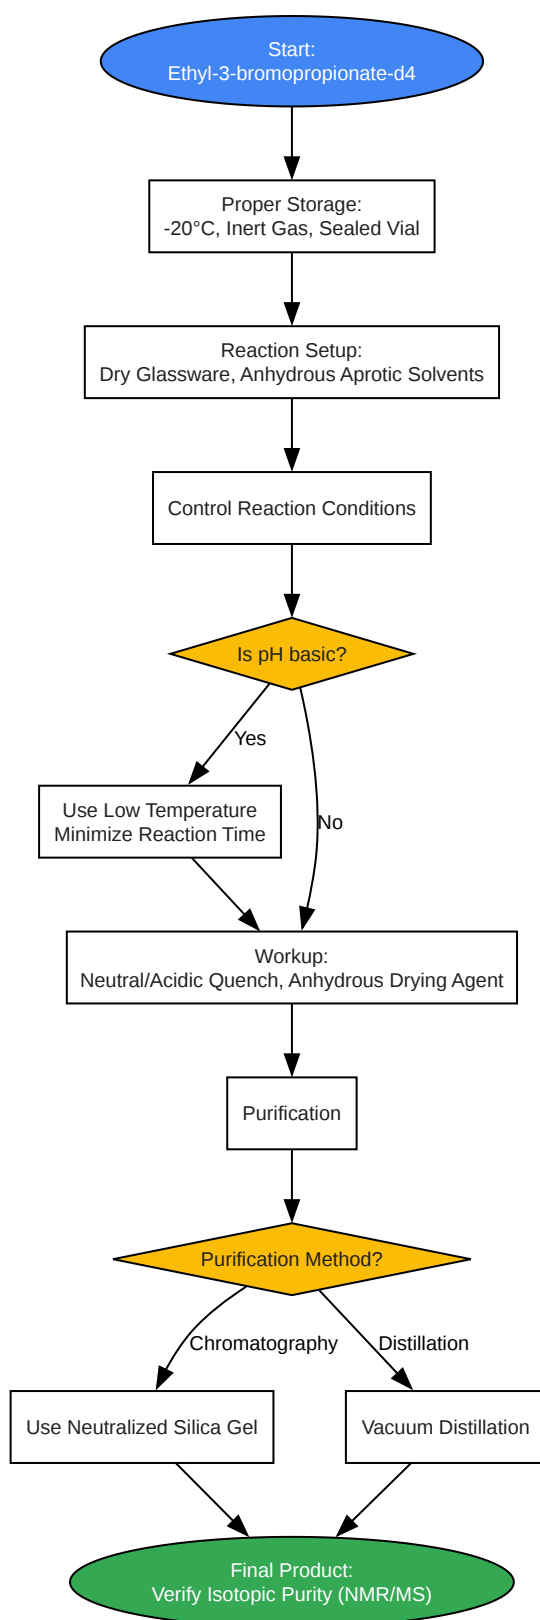 Start:
Ethyl-3-bromopropionate-d4
Proper Storage:
-20°C, Inert Gas, Sealed Vial
Reaction Setup:
Dry Glassware, Anhydrous Aprotic Solvents
Control Reaction Conditions
Is pH basic?
Yes
Use Low Temperature
Minimize Reaction Time
No
Workup:
Neutral/Acidic Quench, Anhydrous Drying Agent
Purification
Purification Method?
Chromatography
Distillation
Use Neutralized Silica Gel
Vacuum Distillation
Final Product:
Verify Isotopic Purity (NMR/MS)